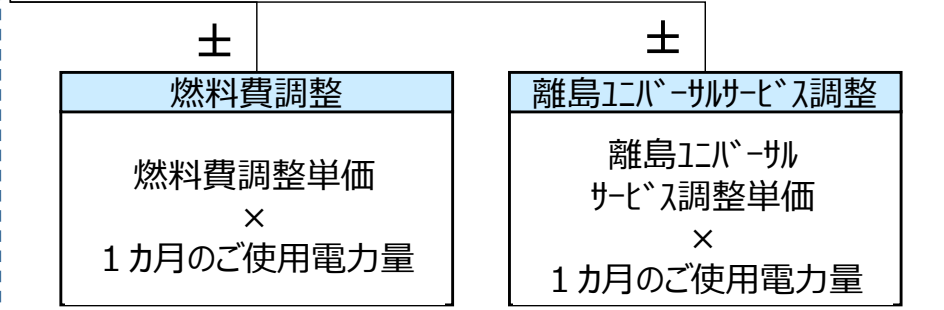 ±
燃料費調整
燃料費調整単価
×
1カ月のご使用電力量
±
離島ﾕﾆﾊﾞｰｻﾙｻｰﾋﾞｽ調整
離島ﾕﾆﾊﾞｰｻﾙ
ｻｰﾋﾞｽ調整単価
×
1カ月のご使用電力量